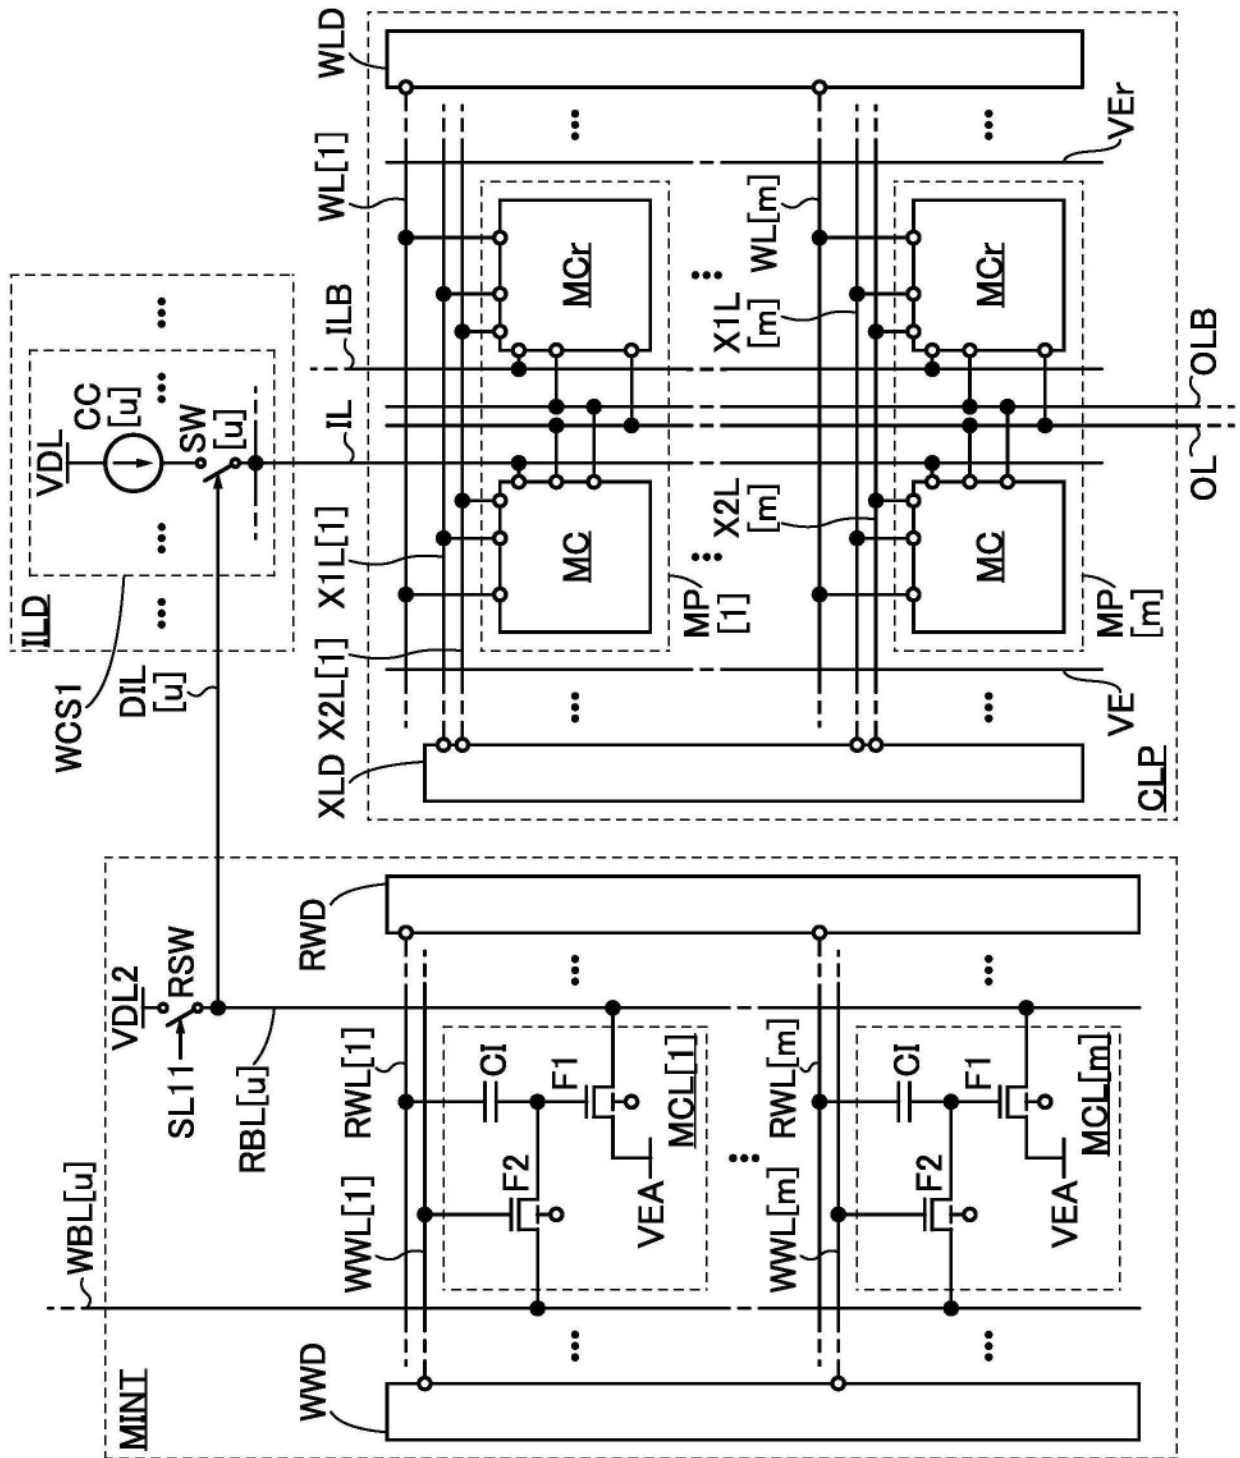 MINT
WBL[u]
VDL2
SL11
RSW
RBL[u]
WWD
RWD
RWL[1]
WWL[1]
CI
F1
F2
VEA
MCL[1]
RWL[m]
WWL[m]
CI
F1
F2
VEA
MCL[m]
ILD
WCS1
DIL
[u]
VDL
CC
[u]
SW
[u]
IL
ILB
WL[1]
WLD
X1L[1]
X2L[1]
XLD
MC
MCr
MP
[1]
WL[m]
X1L
[m]
X2L
[m]
MC
MCr
MP
[m]
VE
VEr
CLP
OL
OLB